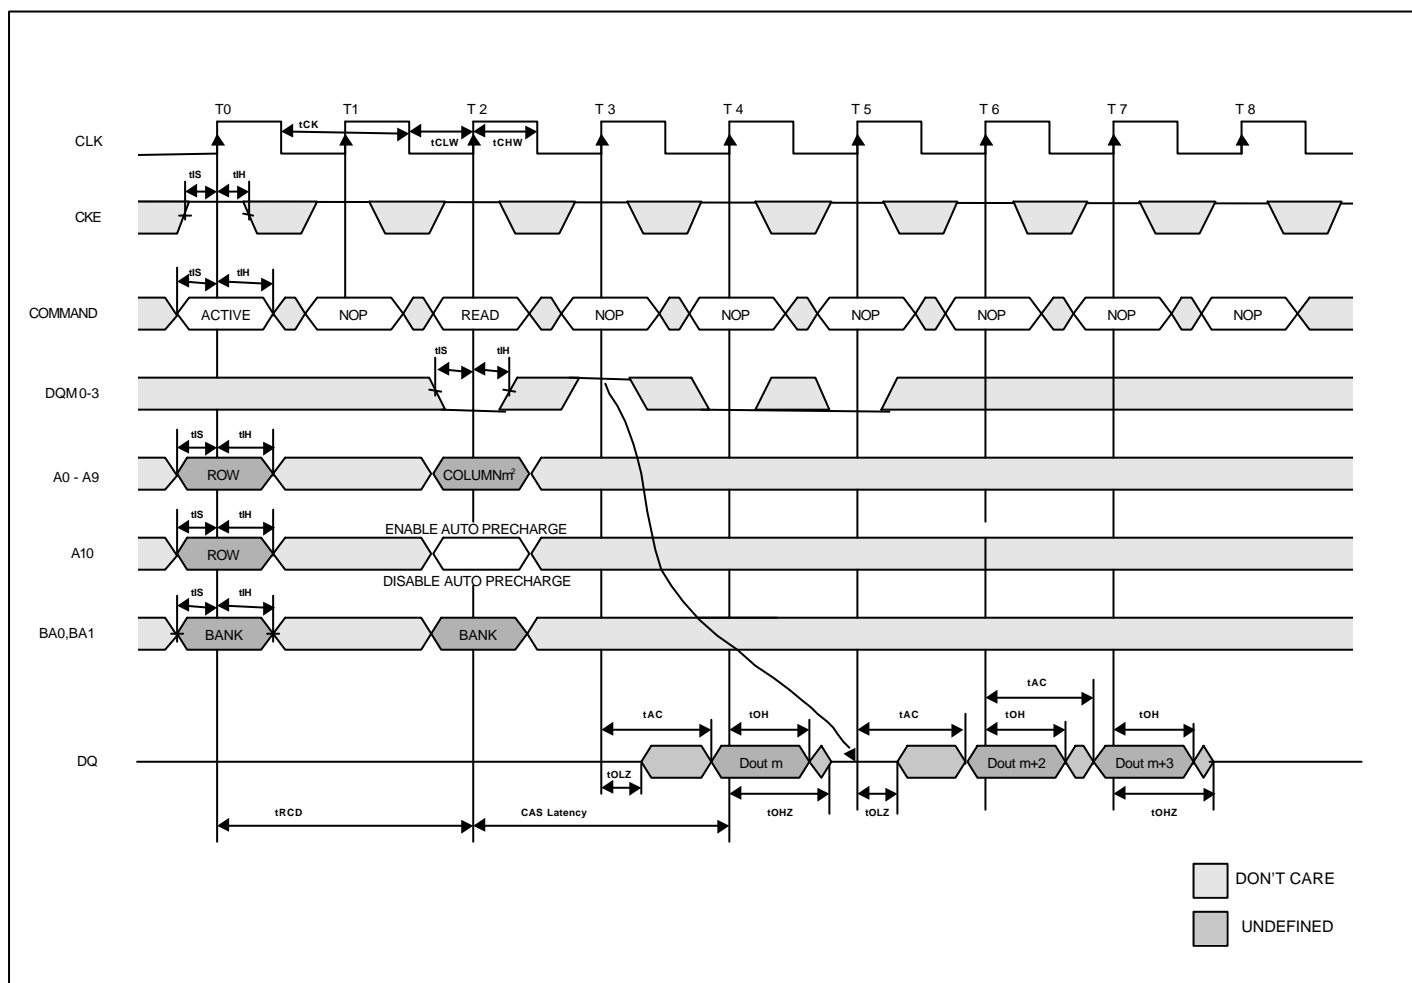 T0 T1 T 2 T 3 T 4 T 5 T 6 T 7 T 8
tCK tCLW tCHW
CLK
tIS tIH
CKE
tIS tIH
COMMAND ACTIVE NOP READ NOP NOP NOP NOP NOP NOP
tIS tIH
DQM0-3
tIS tIH
A0 - A9 ROW COLUMNm²
tIS tIH
ENABLE AUTO PRECHARGE
A10 ROW
DISABLE AUTO PRECHARGE
tIS tIH
BA0,BA1 BANK BANK
tAC
tAC tOH tAC tOH tOH
DQ Dout m Dout m+2 Dout m+3
tOLZ
tRCD CAS Latency tOHZ tOLZ tOHZ
DON'T CARE
UNDEFINED